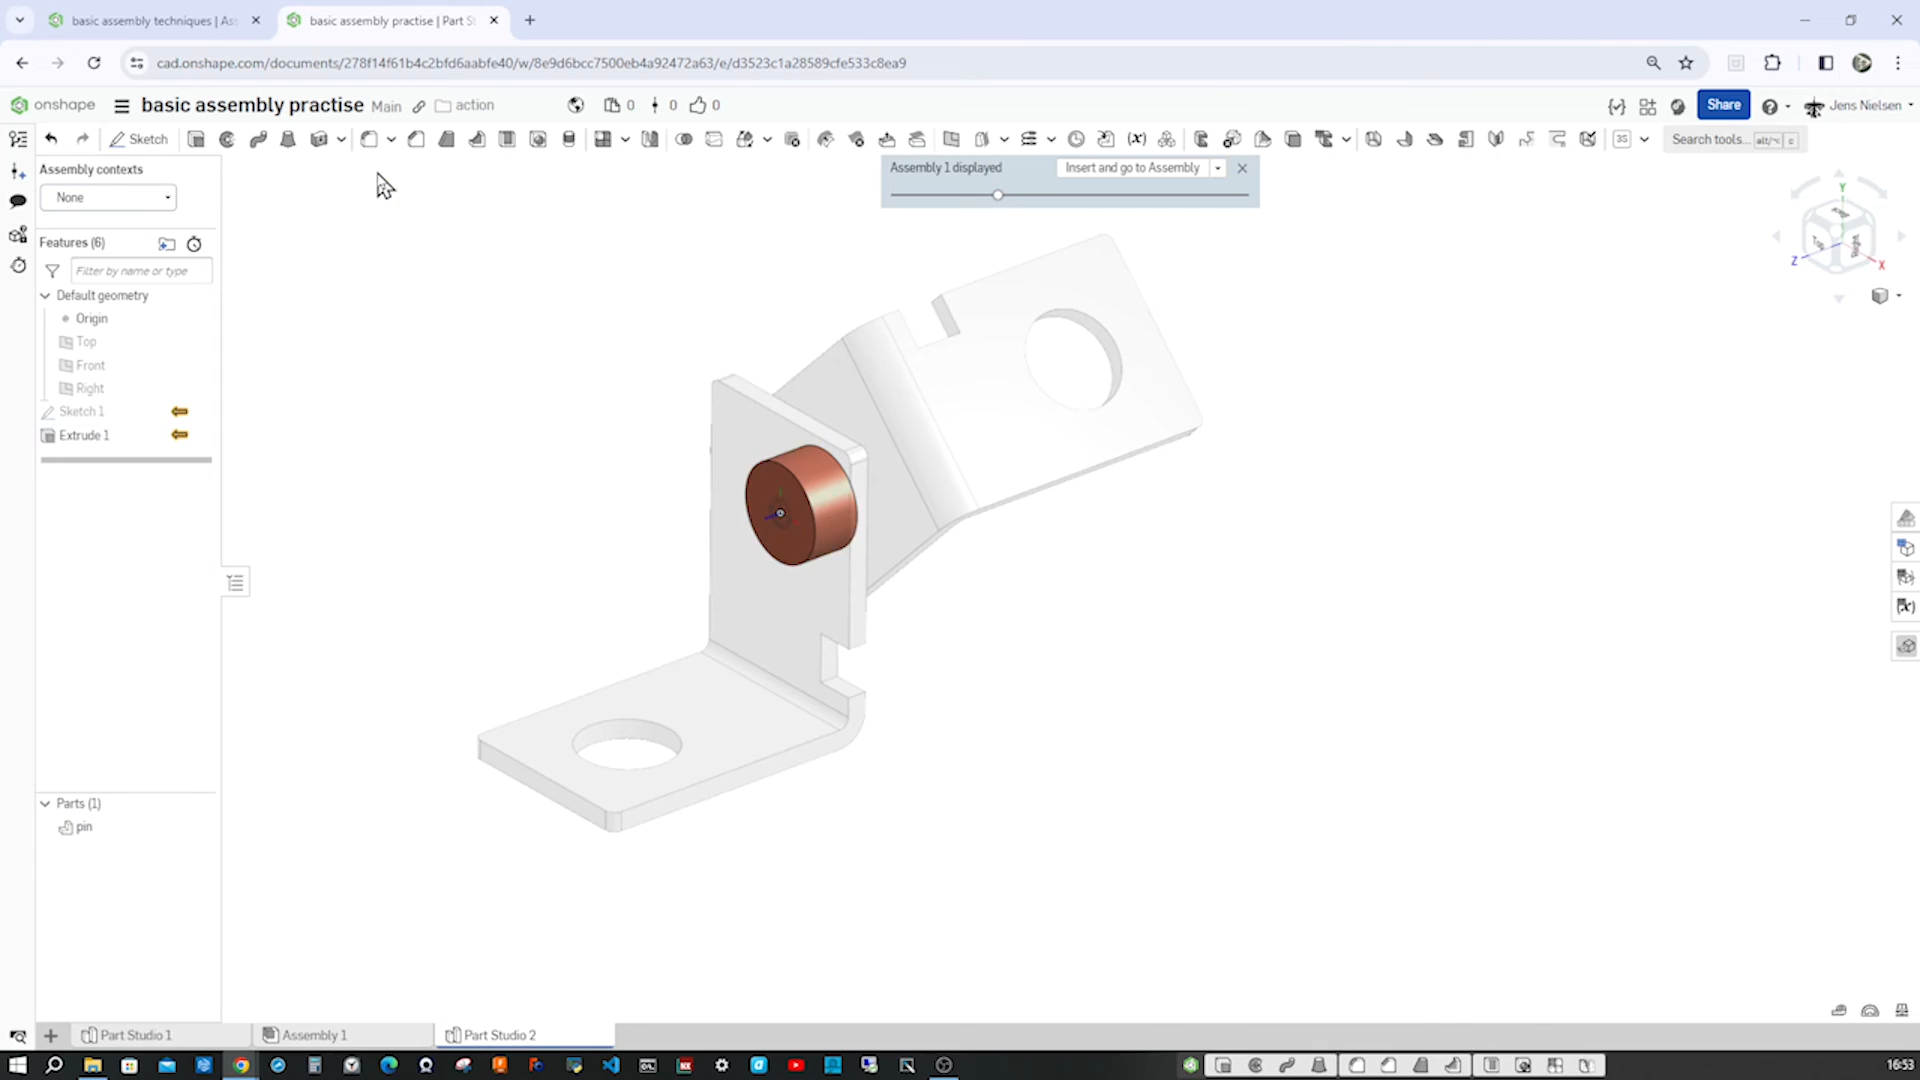 basic assembly techniques | As
basic assembly practise | Part S
cad.onshape.com/documents/278f14f61b4c2bfd6aabfe40/w/8e9d6bcc7500eb4a92472a63/e/d3523c1a28589cfe533c8ea9
onshape
basic assembly practise Main
action
0
0
0
Share
Jens Nielsen
Sketch
Search tools... alt/⌥ c
Assembly contexts
None
Assembly 1 displayed
Insert and go to Assembly
Features (6)
Filter by name or type
Default geometry
Origin
Top
Front
Right
Sketch 1
Extrude 1
Y
Top
Right
Z
X
Parts (1)
pin
Part Studio 1
Assembly 1
Part Studio 2
16:53